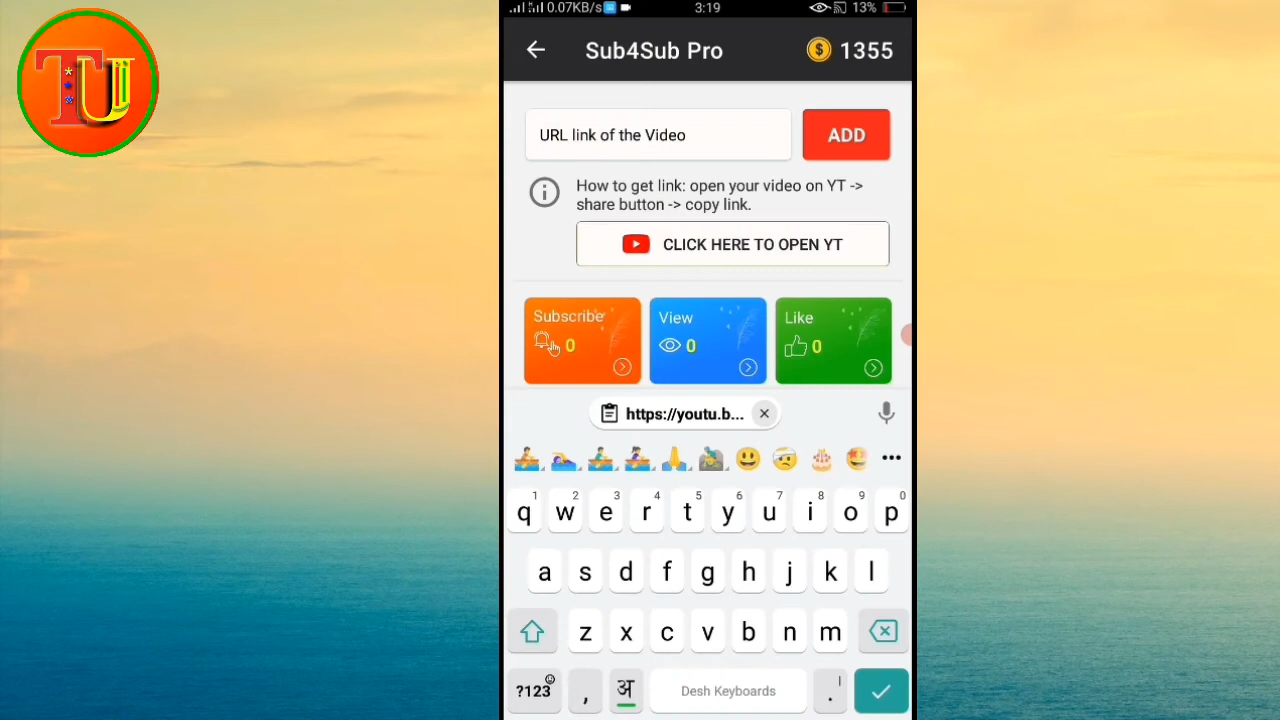 TU
0.07KB/s 3:19 13%
Sub4Sub Pro $ 1355
URL link of the Video ADD
How to get link: open your video on YT ->
share button -> copy link.
CLICK HERE TO OPEN YT
Subscribe View Like
0 0 0
https://youtu.b...
1 2 3 4 5 6 7 8 9 0
q w e r t y u i o p
a s d f g h j k l
z x c v b n m
?123 , अ Desh Keyboards . |